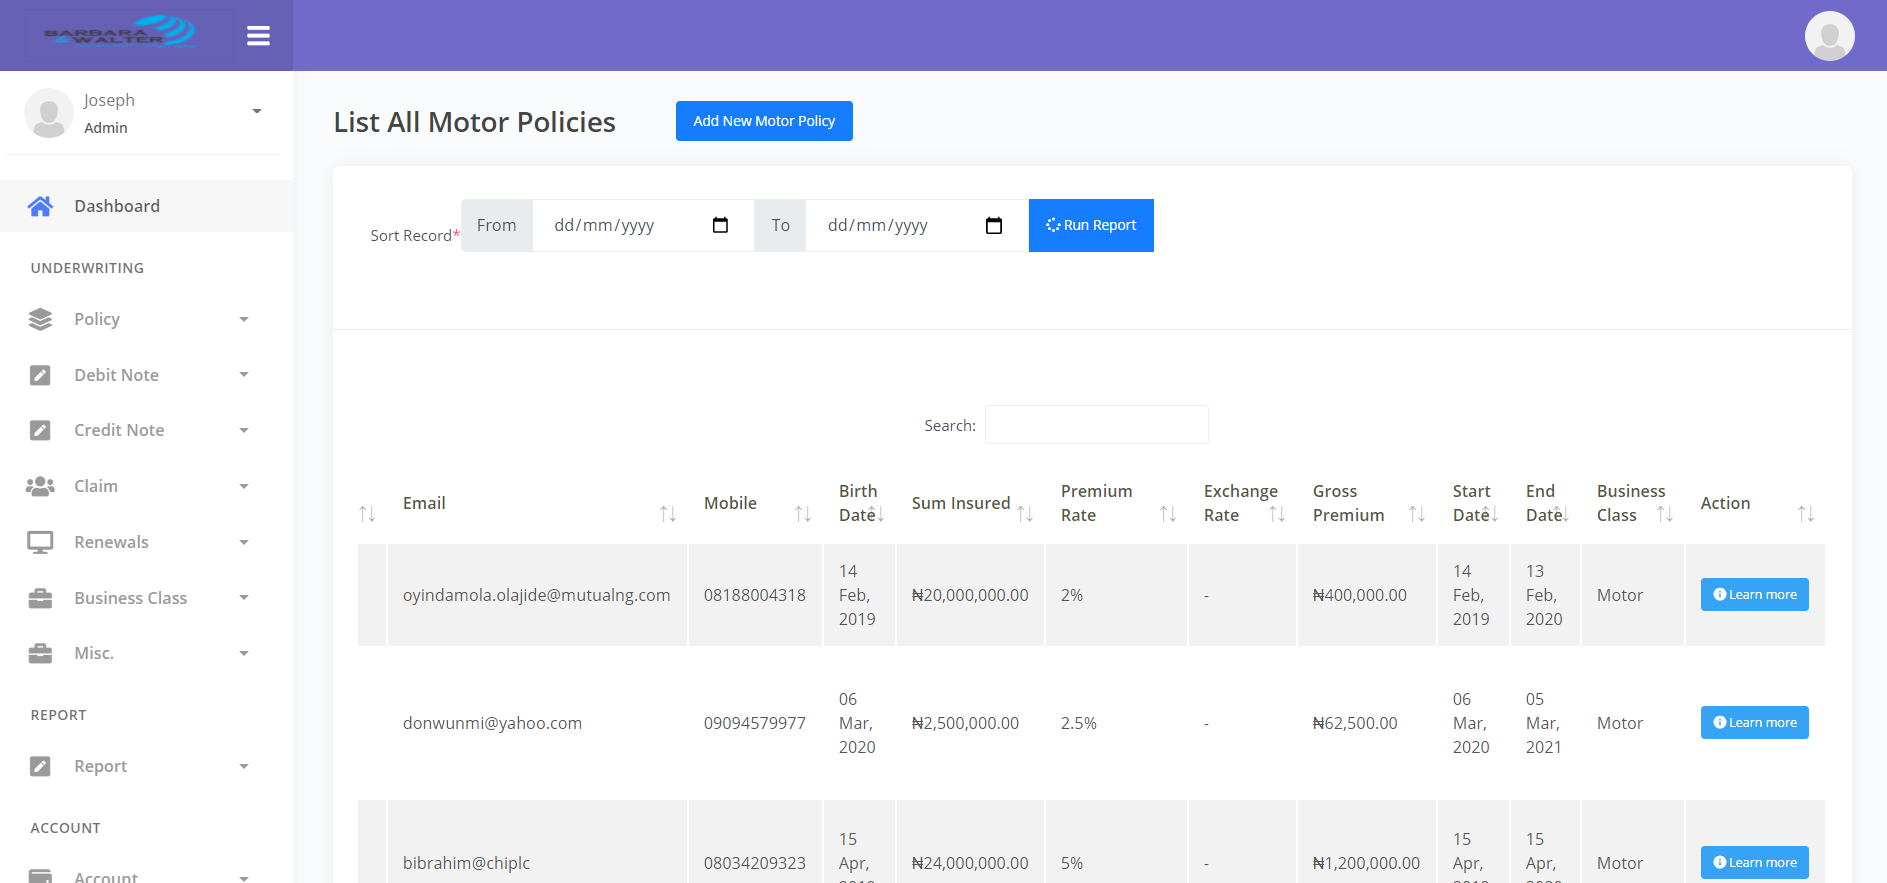 BARBARA
& WALTER
Joseph
Admin
Dashboard
UNDERWRITING
Policy
Debit Note
Credit Note
Claim
Renewals
Business Class
Misc.
REPORT
Report
ACCOUNT
Account
List All Motor Policies
Add New Motor Policy
Sort Record*
From
dd/mm/yyyy
To
dd/mm/yyyy
Run Report
Search:
Email Mobile Birth Date Sum Insured Premium Rate Exchange Rate Gross Premium Start Date End Date Business Class Action
oyindamola.olajide@mutualng.com 08188004318 14 Feb, 2019 ₦20,000,000.00 2% - ₦400,000.00 14 Feb, 2019 13 Feb, 2020 Motor Learn more
donwunmi@yahoo.com 09094579977 06 Mar, 2020 ₦2,500,000.00 2.5% - ₦62,500.00 06 Mar, 2020 05 Mar, 2021 Motor Learn more
bibrahim@chiplc 08034209323 15 Apr, ₦24,000,000.00 5% - ₦1,200,000.00 15 Apr, 15 Apr, Motor Learn more